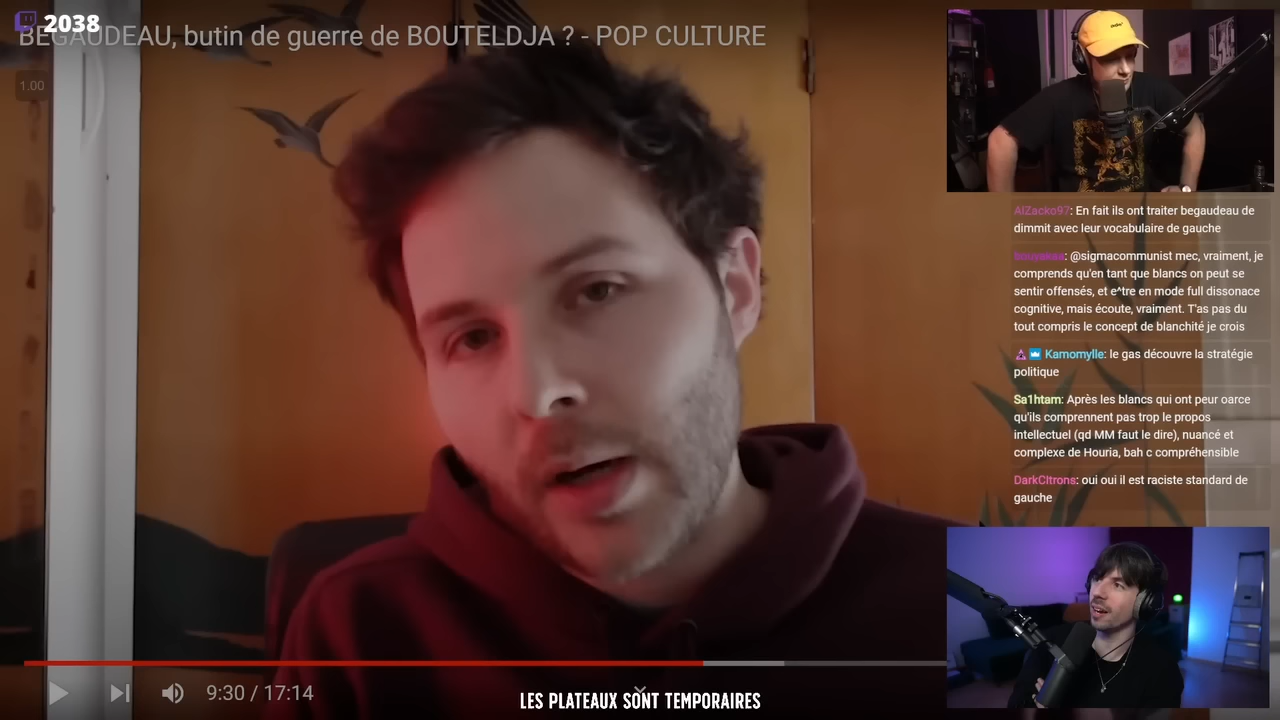 2038
BEGAUDEAU, butin de guerre de BOUTELDJA ? - POP CULTURE
1.00
AlZacko97: En fait ils ont traiter begaudeau de
dimmit avec leur vocabulaire de gauche
: @sigmacommunist mec, vraiment, je
comprends qu'en tant que blancs on peut se
sentir offensés, et e^tre en mode full dissonace
cognitive, mais écoute, vraiment. T'as pas du
tout compris le concept de blanchité je crois
Kamomylle: le gas découvre la stratégie
politique
Sa1htam: Après les blancs qui ont peur oarce
qu'ils comprennent pas trop le propos
intellectuel (qd MM faut le dire), nuancé et
complexe de Houria, bah c compréhensible
DarkCItrons: oui oui il est raciste standard de
gauche
9:30 / 17:14
LES PLATEAUX SONT TEMPORAIRES